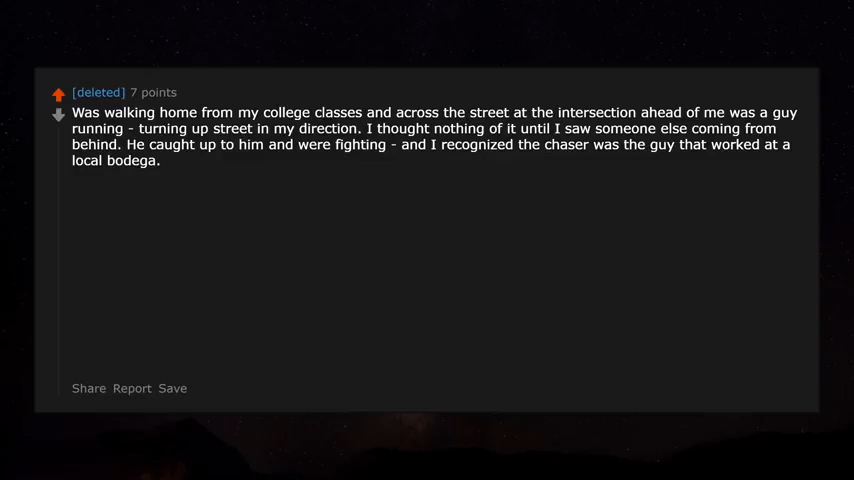 [deleted] 7 points
Was walking home from my college classes and across the street at the intersection ahead of me was a guy
running - turning up street in my direction. I thought nothing of it until I saw someone else coming from
behind. He caught up to him and were fighting - and I recognized the chaser was the guy that worked at a
local bodega.
Share Report Save